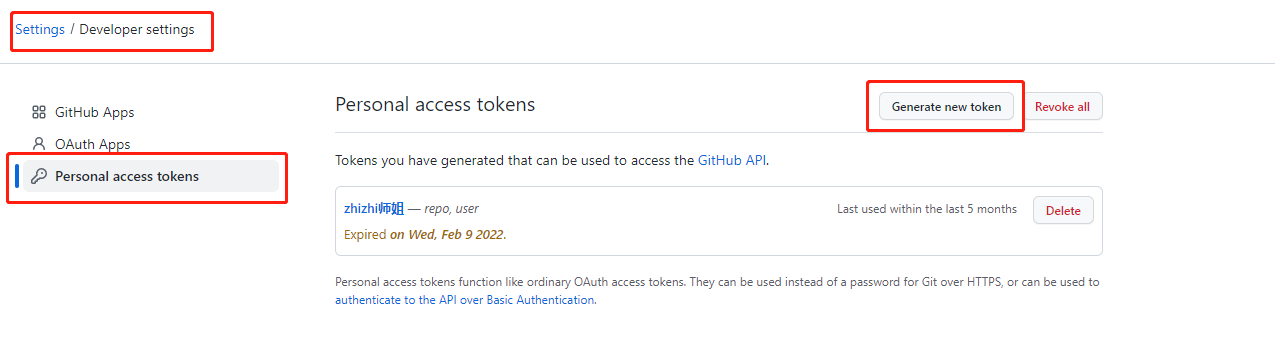 Settings / Developer settings
GitHub Apps
OAuth Apps
Personal access tokens
Personal access tokens
Generate new token
Revoke all
Tokens you have generated that can be used to access the GitHub API.
zhizhi师姐 — repo, user
Last used within the last 5 months
Delete
Expired on Wed, Feb 9 2022.
Personal access tokens function like ordinary OAuth access tokens. They can be used instead of a password for Git over HTTPS, or can be used to
authenticate to the API over Basic Authentication.